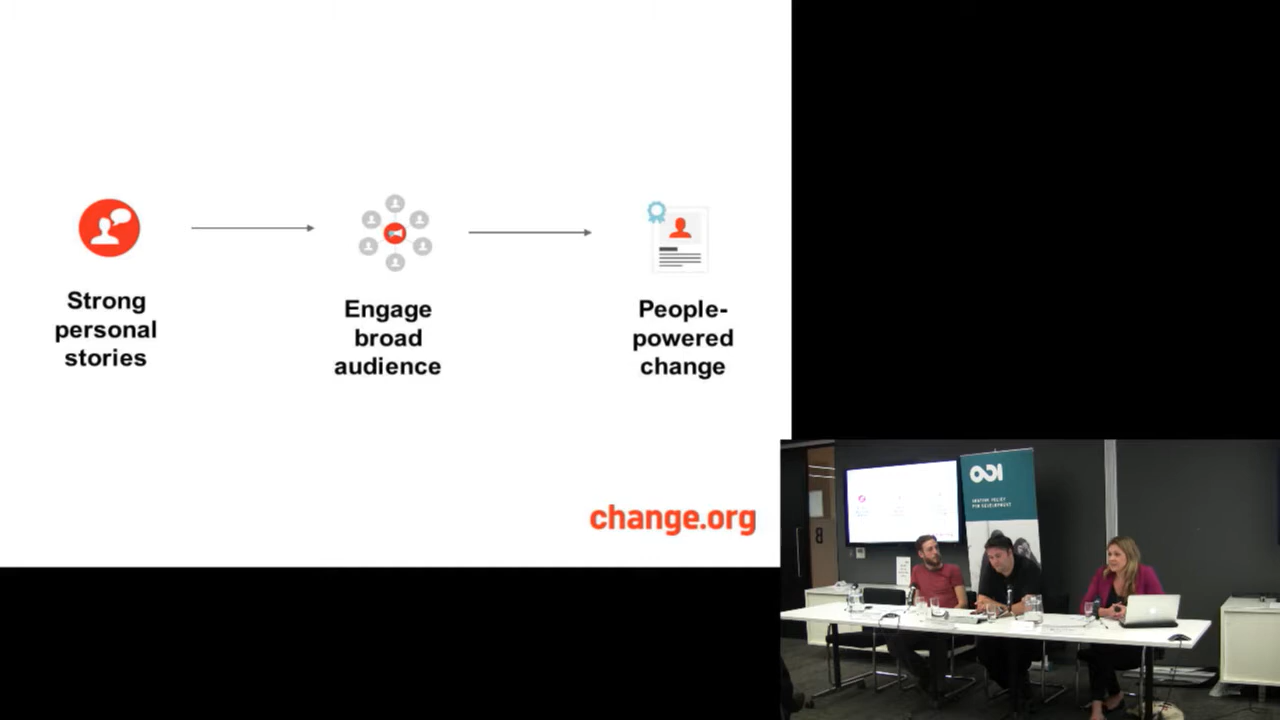 Strong
personal
stories
Engage
broad
audience
People-
powered
change
change.org
ODI
B